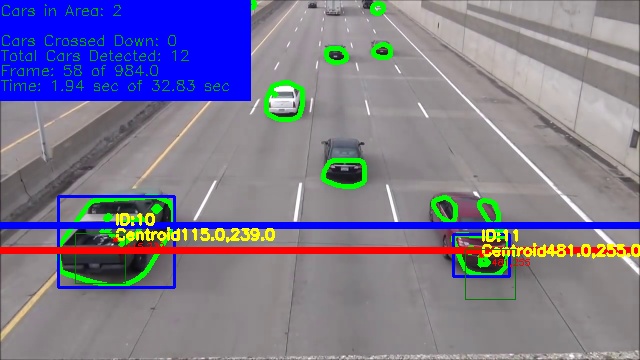 Cars in Area: 2
Cars Crossed Down: 0
Total Cars Detected: 12
Frame: 58 of 984.0
Time: 1.94 sec of 32.83 sec
ID:10
Centroid115.0,239.0
ID:11
Centroid481.0,255.0